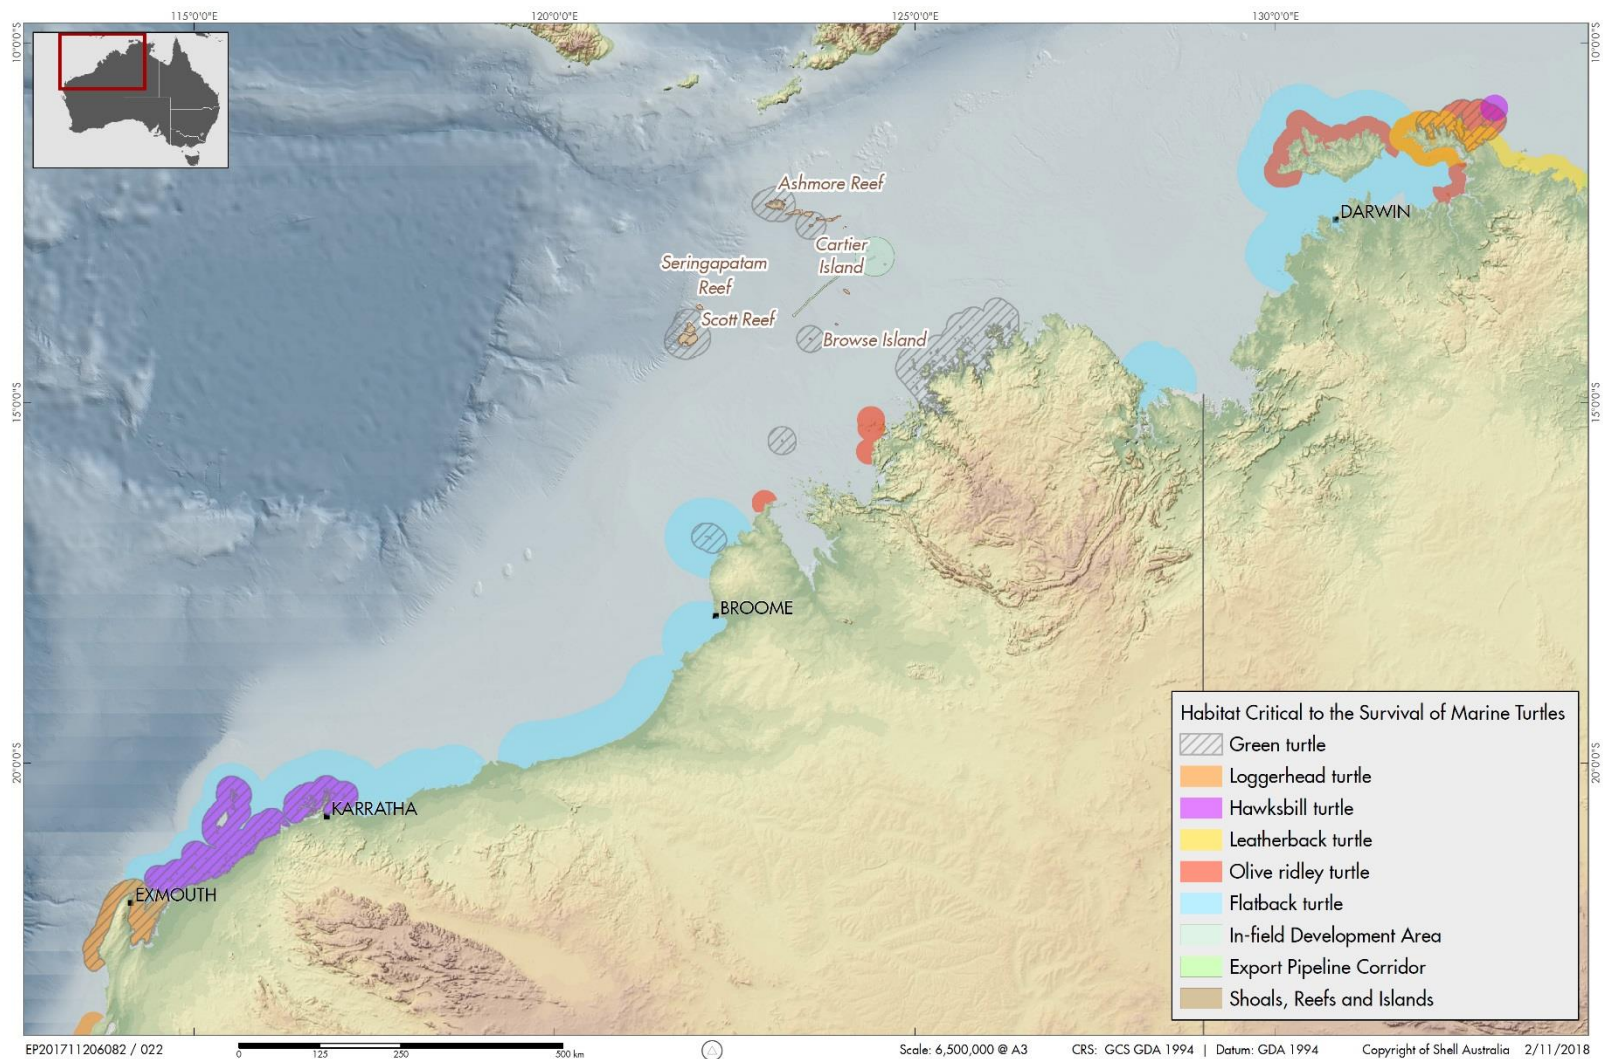 115°0'0"E
120°0'0"E
125°0'0"E
130°0'0"E
10°0'0"S
10°0'0"S
Ashmore Reef
DARWIN
Cartier
Island
Seringapatam
Reef
Scott Reef
Browse Island
15°0'0"S
15°0'0"S
BROOME
20°0'0"S
20°0'0"S
KARRATHA
EXMOUTH
Habitat Critical to the Survival of Marine Turtles
Green turtle
Loggerhead turtle
Hawksbill turtle
Leatherback turtle
Olive ridley turtle
Flatback turtle
In-field Development Area
Export Pipeline Corridor
Shoals, Reefs and Islands
EP201711206082 / 022
0 125 250 500 km
Scale: 6,500,000 @ A3
CRS: GCS GDA 1994 | Datum: GDA 1994
Copyright of Shell Australia 2/11/2018